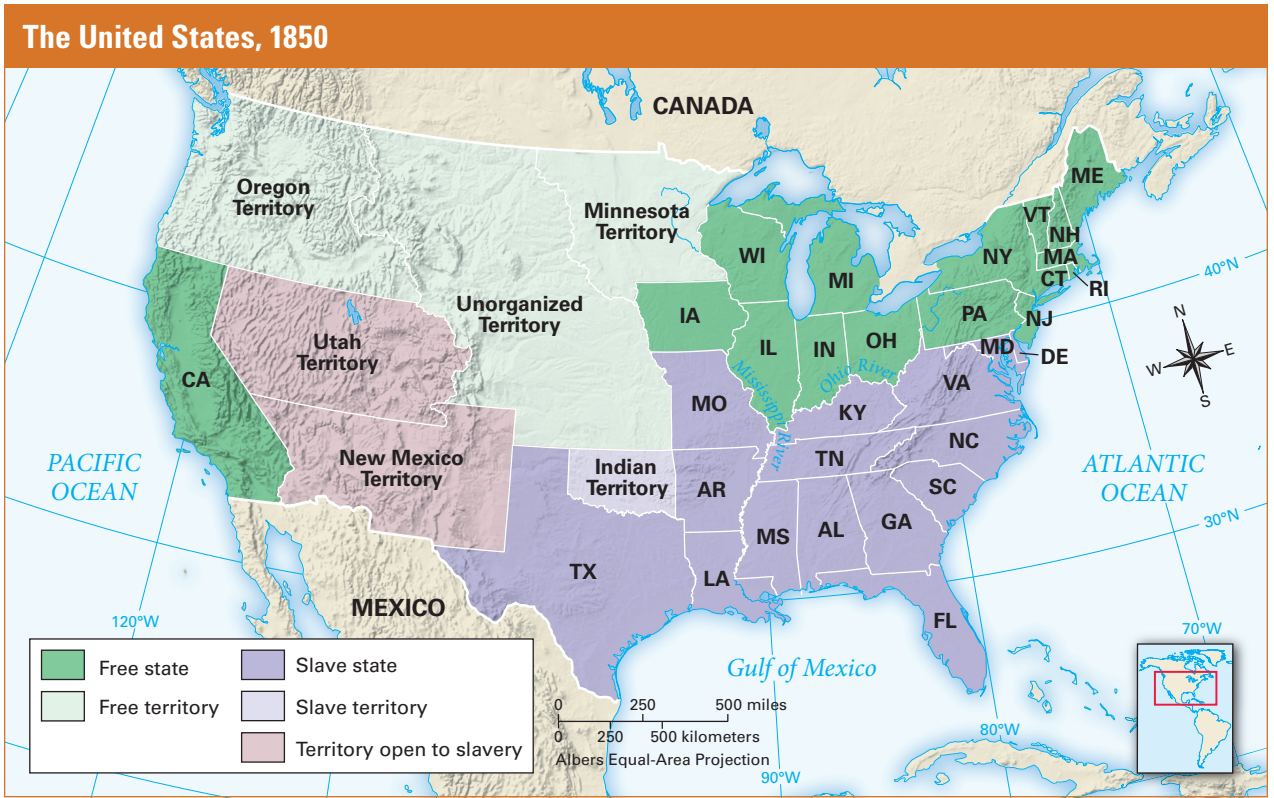 The United States, 1850
CANADA
Oregon
Territory
Minnesota
Territory
Unorganized
Territory
Utah
Territory
New Mexico
Territory
Indian
Territory
ME
VT
NH
NY
MA
CT
RI
WI
MI
PA
NJ
IA
IL
IN
OH
MD
DE
CA
MO
KY
VA
NC
TN
SC
AR
MS
AL
GA
TX
LA
FL
Mississippi River
Ohio River
PACIFIC
OCEAN
ATLANTIC
OCEAN
MEXICO
Gulf of Mexico
40°N
30°N
120°W
70°W
80°W
90°W
N
W
E
S
Free state
Free territory
Slave state
Slave territory
Territory open to slavery
0 250 500 miles
0 250 500 kilometers
Albers Equal-Area Projection